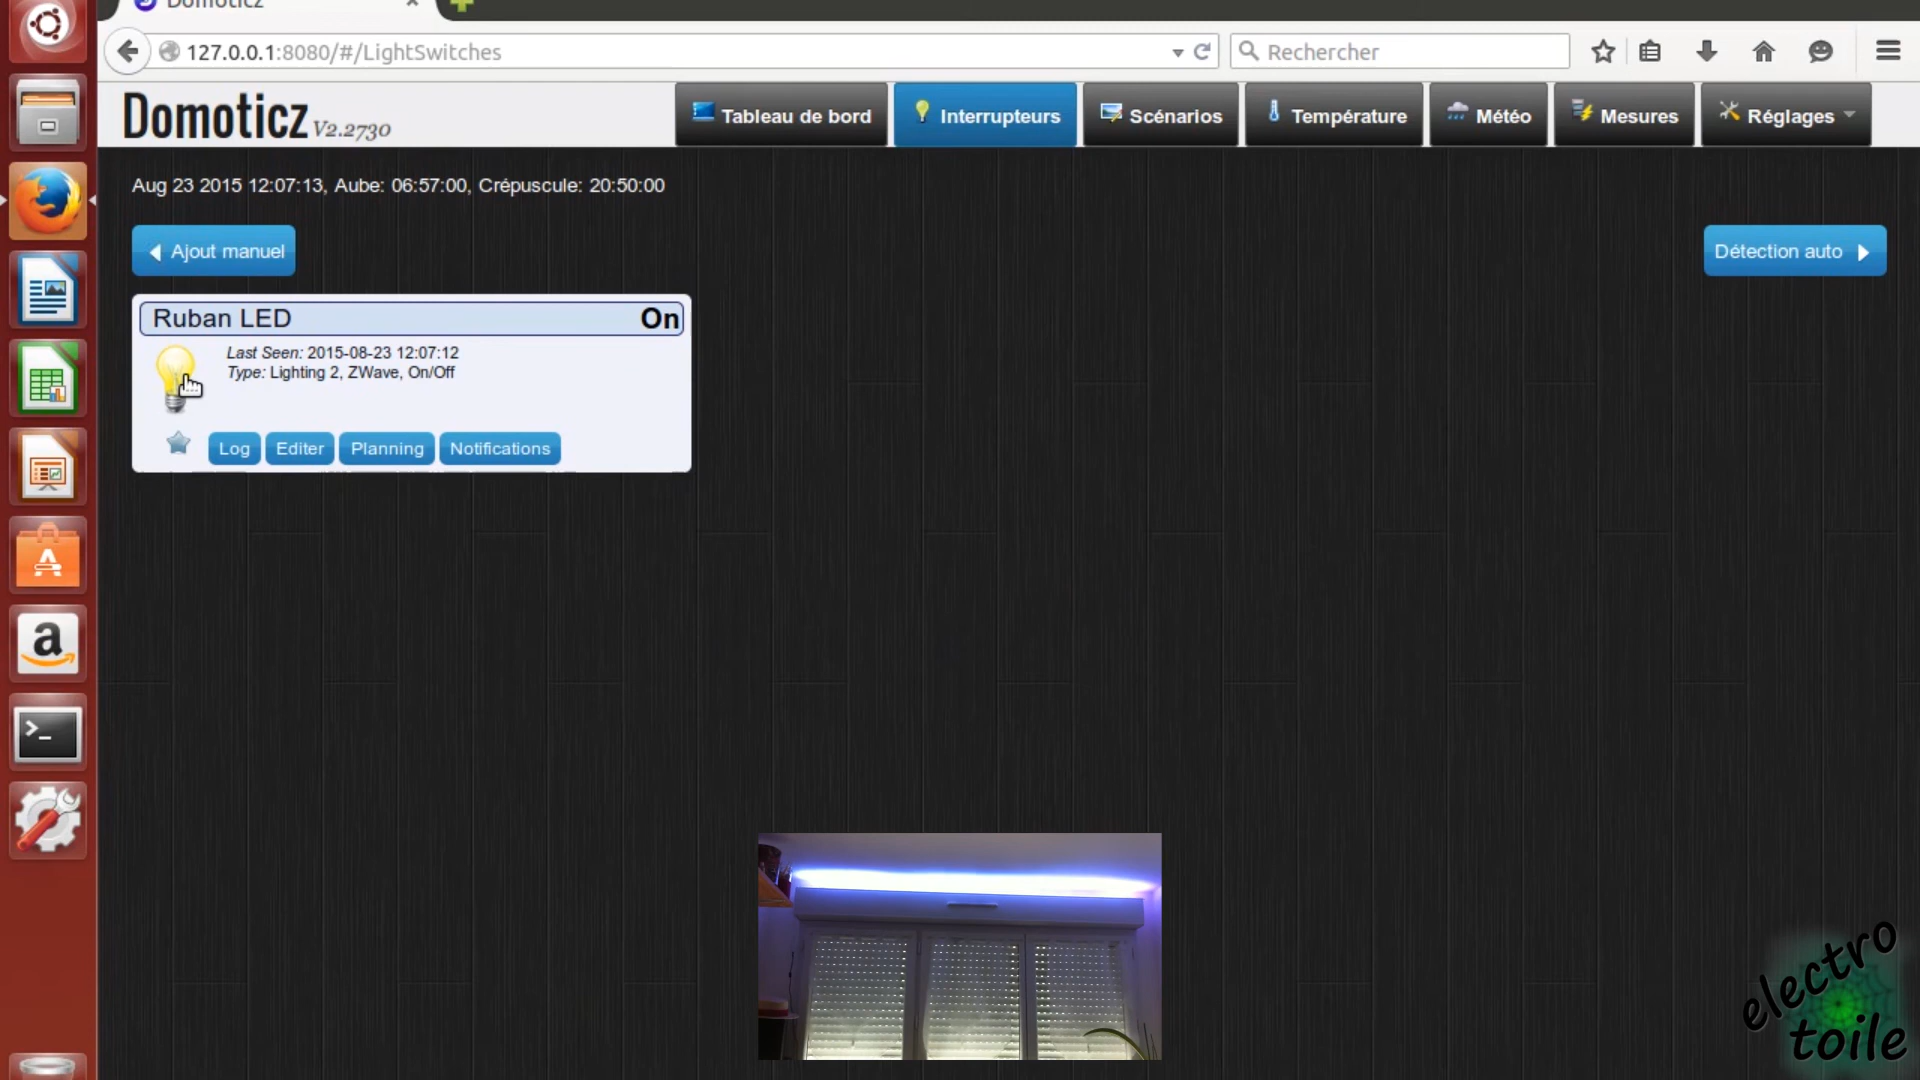 Domoticz
127.0.0.1:8080/#/LightSwitches
Rechercher
Domoticz V2.2730
Tableau de bord
Interrupteurs
Scénarios
Température
Météo
Mesures
Réglages
Aug 23 2015 12:07:13, Aube: 06:57:00, Crépuscule: 20:50:00
Ajout manuel
Détection auto
Ruban LED
On
Last Seen: 2015-08-23 12:07:12
Type: Lighting 2, ZWave, On/Off
Log
Editer
Planning
Notifications
electro
toile